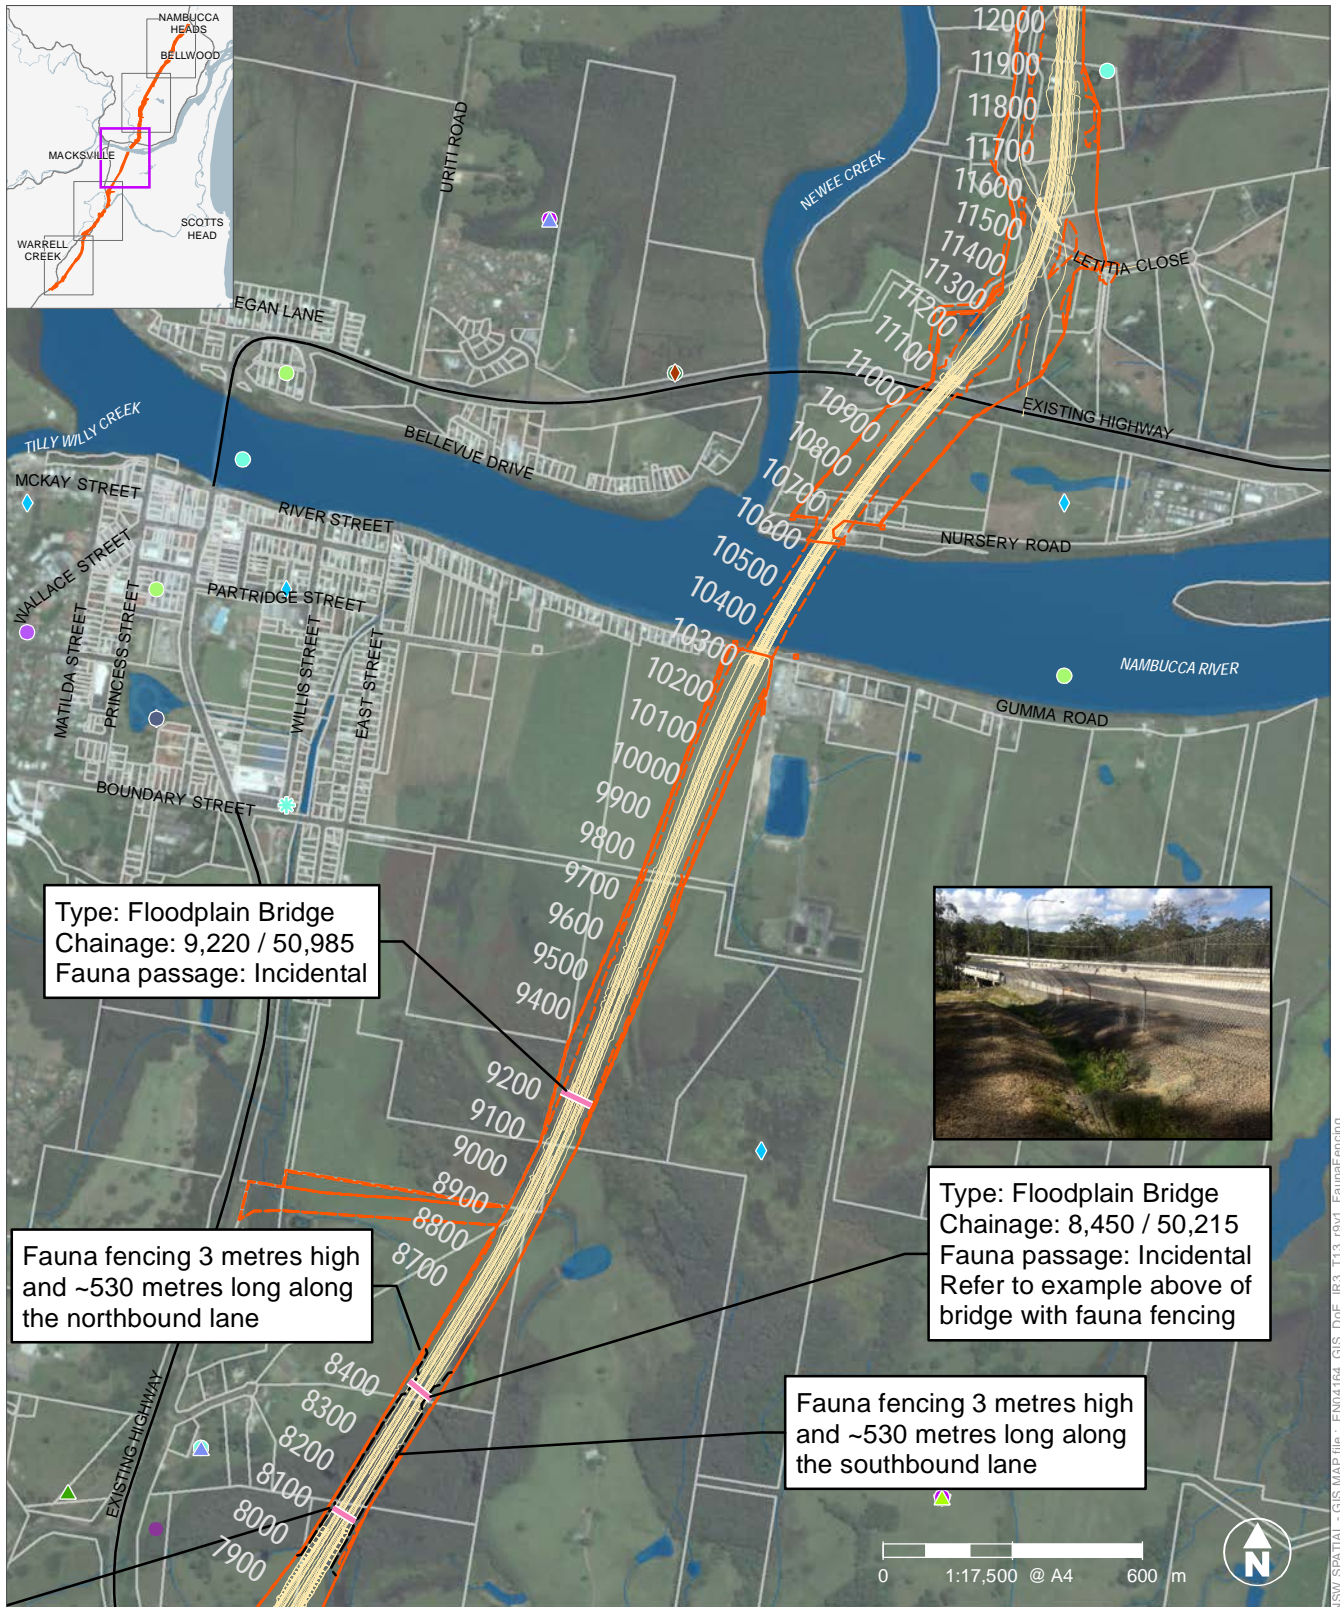 NAMBUCCA
HEADS
BELLWOOD
MACKSVILLE
SCOTTS
HEAD
WARRELL
CREEK
12000
11900
11800
11700
11600
11500
11400
11300
11200
11100
11000
10900
10800
10700
10600
10500
10400
10300
10200
10100
10000
9900
9800
9700
9600
9500
9400
9200
9100
9000
8900
8800
8700
8400
8300
8200
8100
8000
7900
URITI ROAD
NEWEE CREEK
LETITIA CLOSE
EGAN LANE
EXISTING HIGHWAY
TILLY WILLY CREEK
BELLEVUE DRIVE
MCKAY STREET
RIVER STREET
NURSERY ROAD
WALLACE STREET
PARTRIDGE STREET
MATILDA STREET
PRINCESS STREET
WILLIS STREET
EAST STREET
NAMBUCCA RIVER
GUMMA ROAD
BOUNDARY STREET
Type: Floodplain Bridge
Chainage: 9,220 / 50,985
Fauna passage: Incidental
Type: Floodplain Bridge
Chainage: 8,450 / 50,215
Fauna passage: Incidental
Refer to example above of
bridge with fauna fencing
Fauna fencing 3 metres high
and ~530 metres long along
the northbound lane
Fauna fencing 3 metres high
and ~530 metres long along
the southbound lane
EXISTING HIGHWAY
0 1:17,500 @ A4 600 m
N
NSW SPATIAL - GIS MAP file : EN04164_GIS_DoE_IR3_T13_r9v1_FaunaFencing